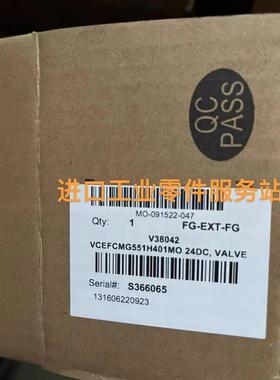 QC
PASS
进口工业零件服务站
MO-091522-047
Qty: 1 FG-EXT-FG
V38042
VCEFCMG551H401MO 24DC, VALVE
Serial#: S366065
131606220923